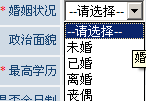 * 婚姻状况 --请选择--
--请选择--
政治面貌 未婚
已婚 婚
* 最高学历 离婚
丧偶